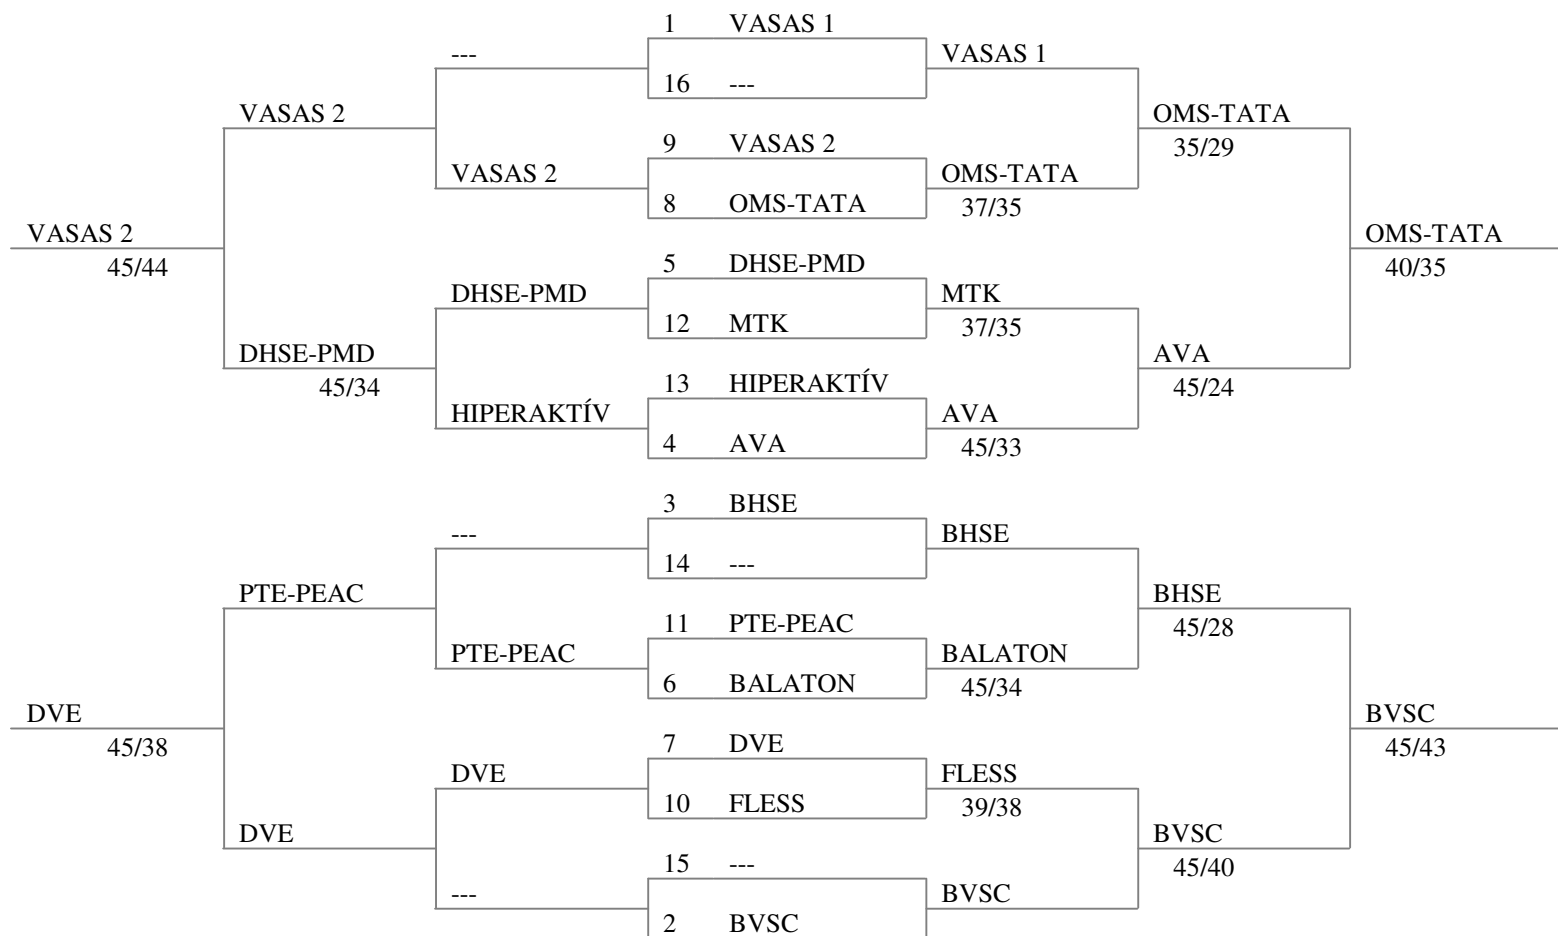 1 VASAS 1
--- VASAS 1
16 ---
VASAS 2 OMS-TATA
9 VASAS 2 35/29
VASAS 2 OMS-TATA
8 OMS-TATA 37/35
VASAS 2 OMS-TATA
45/44 40/35
5 DHSE-PMD
DHSE-PMD MTK
12 MTK 37/35
DHSE-PMD AVA
45/34 13 HIPERAKTÍV 45/24
HIPERAKTÍV AVA
4 AVA 45/33
3 BHSE
--- BHSE
14 ---
PTE-PEAC BHSE
11 PTE-PEAC 45/28
PTE-PEAC BALATON
6 BALATON 45/34
DVE BVSC
45/38 7 DVE 45/43
DVE FLESS
10 FLESS 39/38
DVE BVSC
15 --- 45/40
--- BVSC
2 BVSC